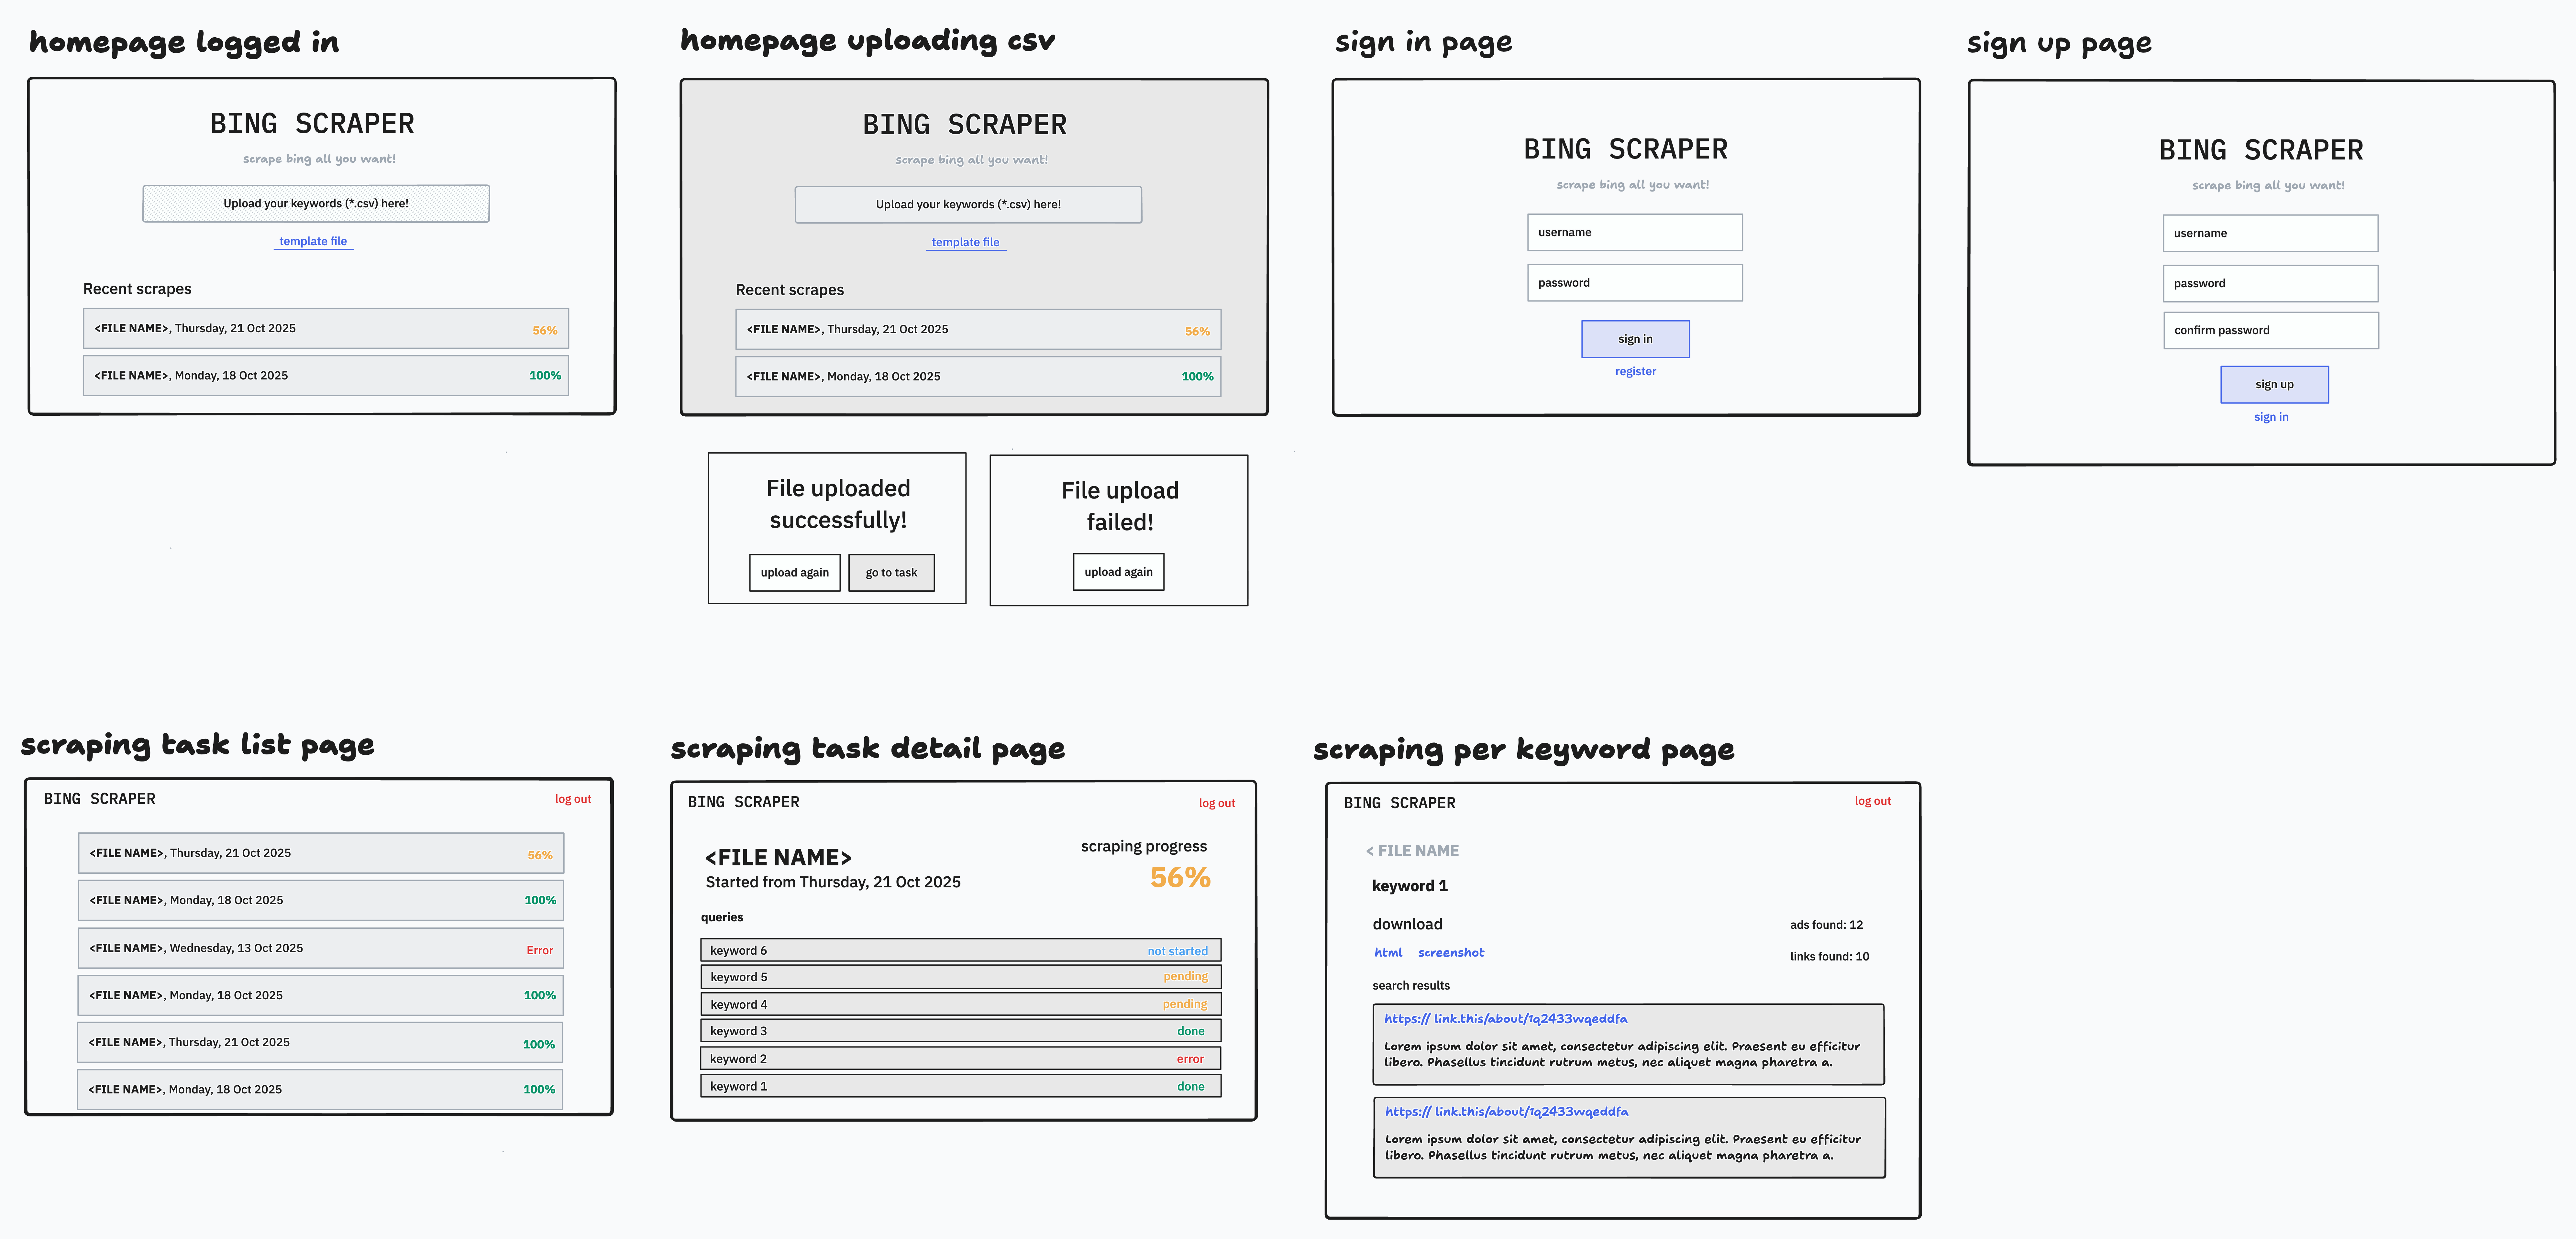 homepage logged in
BING SCRAPER
scrape bing all you want!
Upload your keywords (*.csv) here!
template file
Recent scrapes
<FILE NAME>, Thursday, 21 Oct 2025 56%
<FILE NAME>, Monday, 18 Oct 2025 100%
homepage uploading csv
BING SCRAPER
scrape bing all you want!
Upload your keywords (*.csv) here!
template file
Recent scrapes
<FILE NAME>, Thursday, 21 Oct 2025 56%
<FILE NAME>, Monday, 18 Oct 2025 100%
File uploaded
successfully!
upload again go to task
File upload
failed!
upload again
sign in page
BING SCRAPER
scrape bing all you want!
username
password
sign in
register
sign up page
BING SCRAPER
scrape bing all you want!
username
password
confirm password
sign up
sign in
scraping task list page
BING SCRAPER log out
<FILE NAME>, Thursday, 21 Oct 2025 56%
<FILE NAME>, Monday, 18 Oct 2025 100%
<FILE NAME>, Wednesday, 13 Oct 2025 Error
<FILE NAME>, Monday, 18 Oct 2025 100%
<FILE NAME>, Thursday, 21 Oct 2025 100%
<FILE NAME>, Monday, 18 Oct 2025 100%
scraping task detail page
BING SCRAPER log out
<FILE NAME>
Started from Thursday, 21 Oct 2025
scraping progress
56%
queries
keyword 6 not started
keyword 5 pending
keyword 4 pending
keyword 3 done
keyword 2 error
keyword 1 done
scraping per keyword page
BING SCRAPER log out
< FILE NAME
keyword 1
download
html screenshot
ads found: 12
links found: 10
search results
https:// link.this/about/1q2433wqeddfa
Lorem ipsum dolor sit amet, consectetur adipiscing elit. Praesent eu efficitur
libero. Phasellus tincidunt rutrum metus, nec aliquet magna pharetra a.
https:// link.this/about/1q2433wqeddfa
Lorem ipsum dolor sit amet, consectetur adipiscing elit. Praesent eu efficitur
libero. Phasellus tincidunt rutrum metus, nec aliquet magna pharetra a.